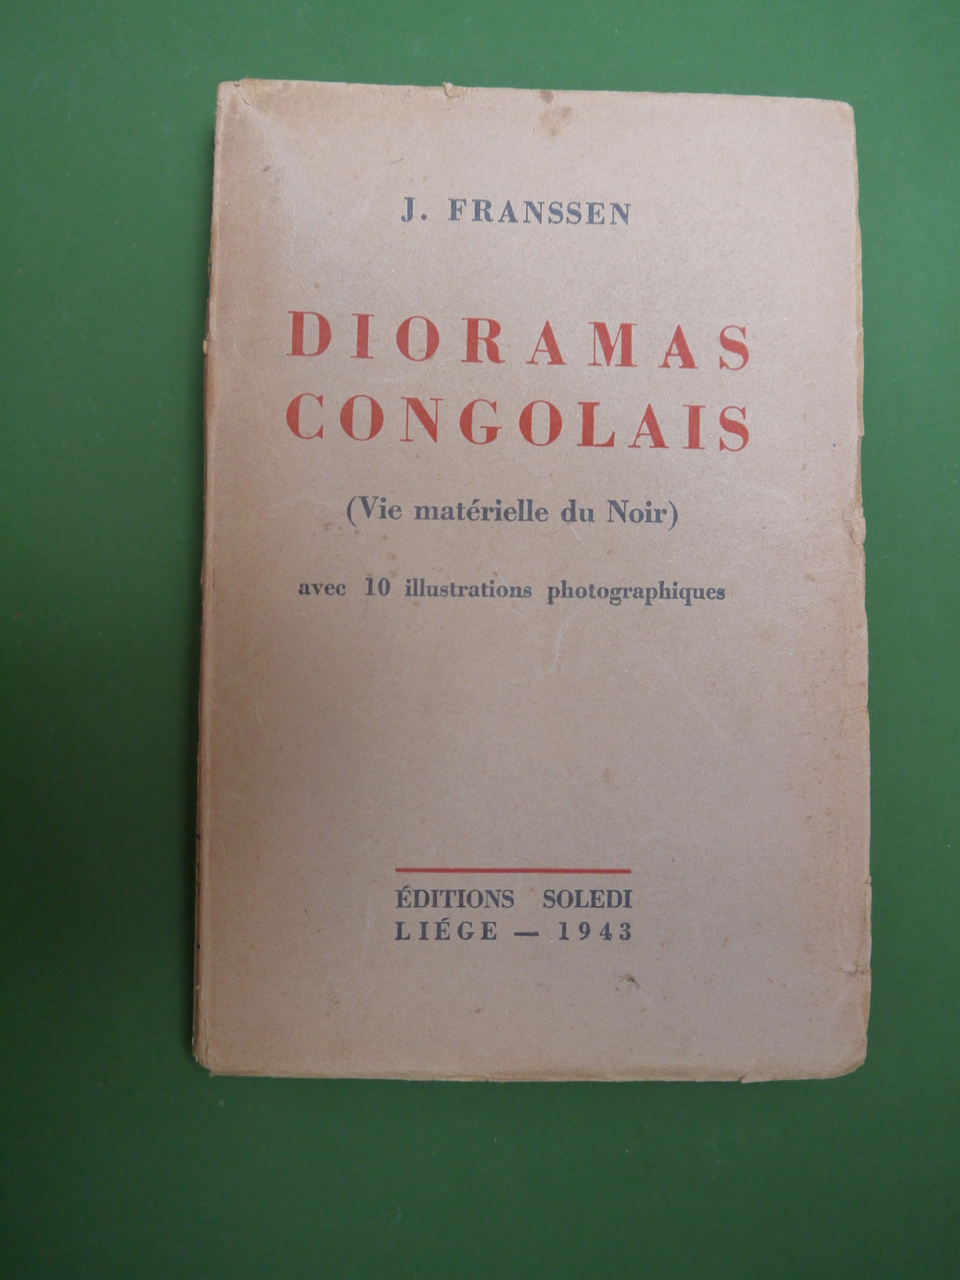 J. FRANSSEN
DIORAMAS
CONGOLAIS
(Vie matérielle du Noir)
avec 10 illustrations photographiques
ÉDITIONS SOLEDI
LIÉGE — 1943